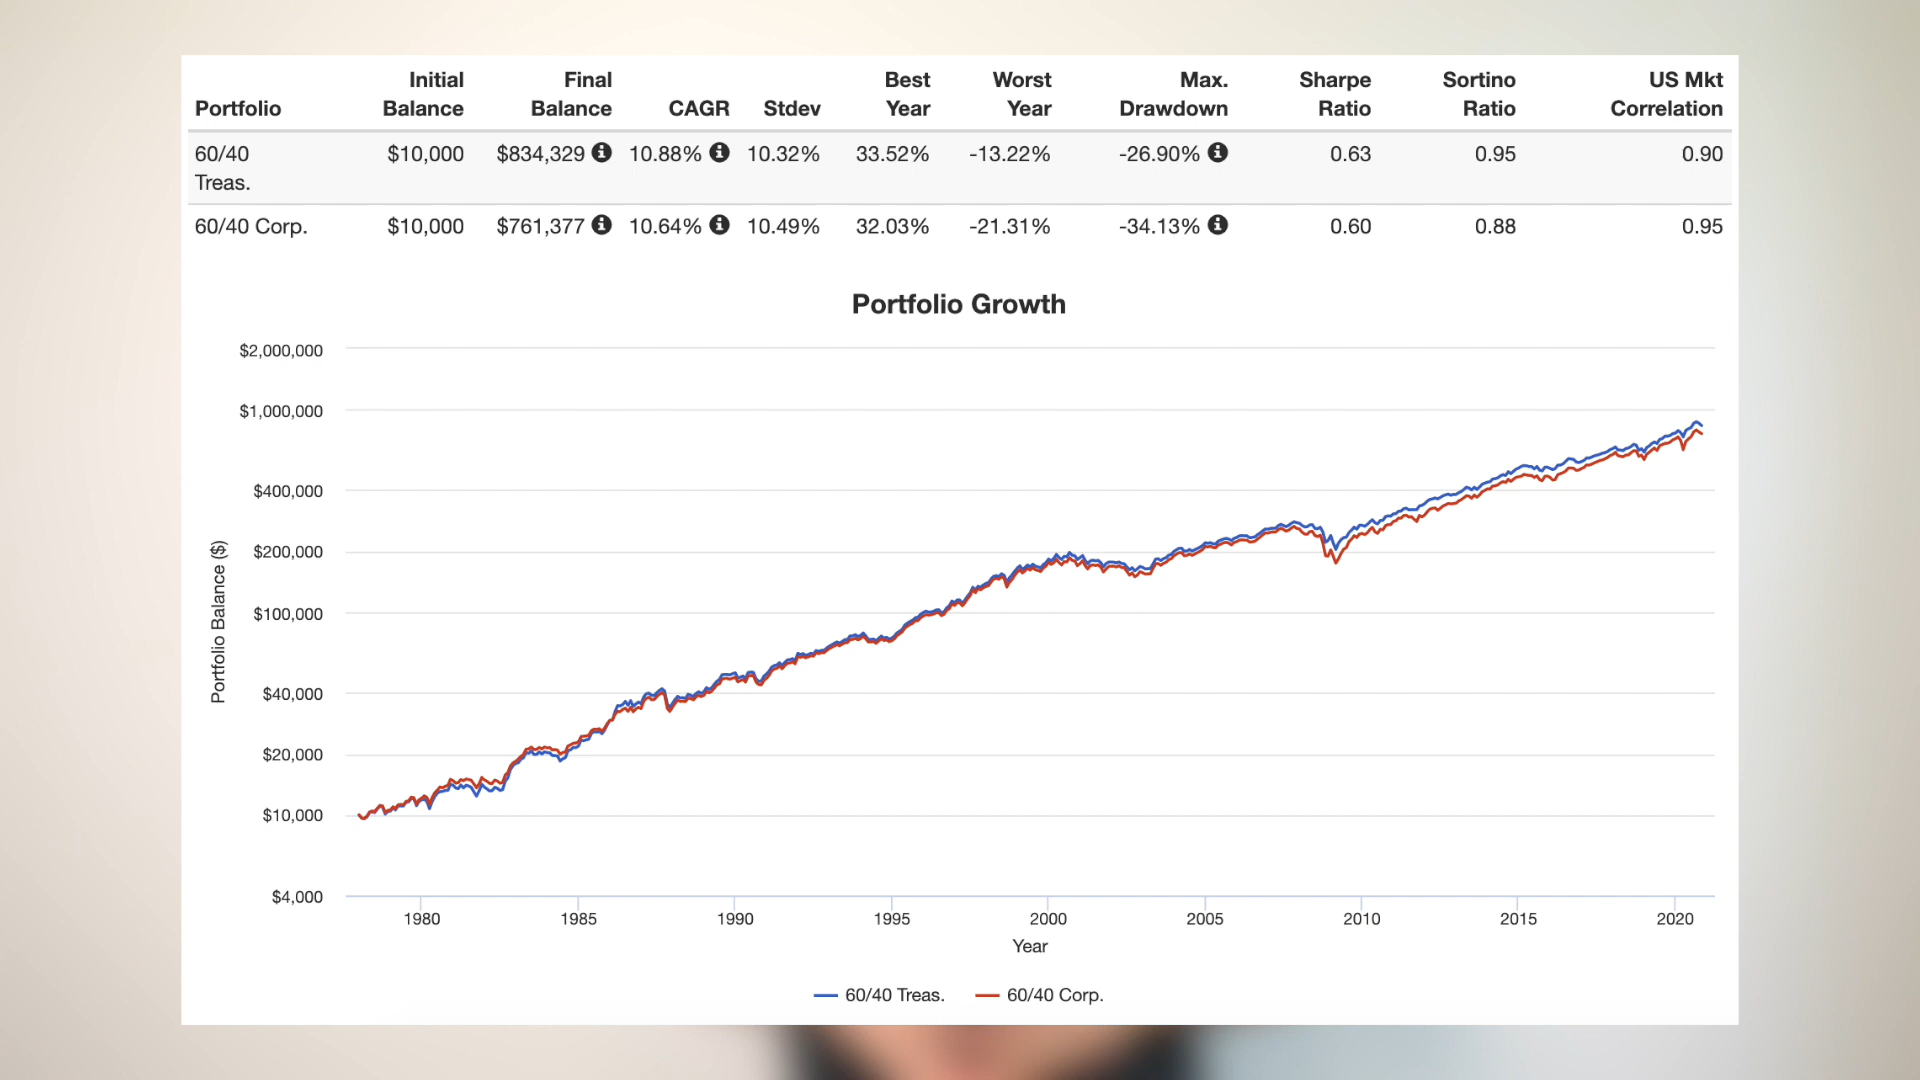 Portfolio Initial Balance Final Balance CAGR Stdev Best Year Worst Year Max. Drawdown Sharpe Ratio Sortino Ratio US Mkt Correlation
60/40 Treas. $10,000 $834,329 10.88% 10.32% 33.52% -13.22% -26.90% 0.63 0.95 0.90
60/40 Corp. $10,000 $761,377 10.64% 10.49% 32.03% -21.31% -34.13% 0.60 0.88 0.95
Portfolio Growth
$2,000,000
$1,000,000
$400,000
$200,000
$100,000
$40,000
$20,000
$10,000
$4,000
Portfolio Balance ($)
1980 1985 1990 1995 2000 2005 2010 2015 2020
Year
60/40 Treas. 60/40 Corp.